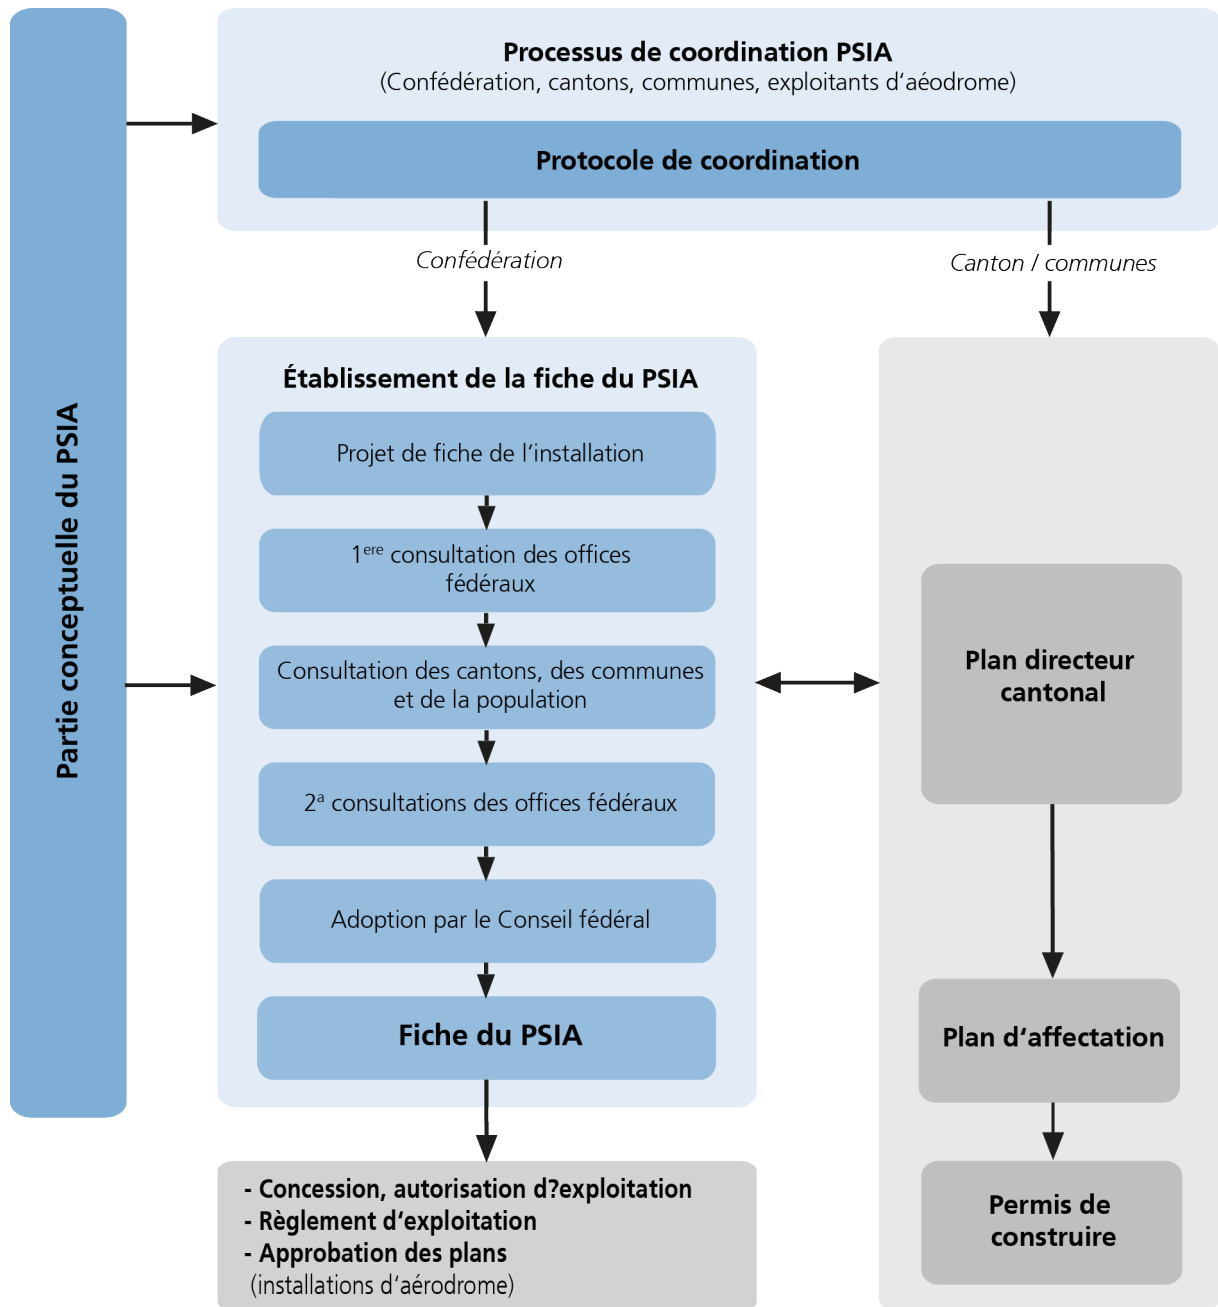 Partie conceptuelle du PSIA
Processus de coordination PSIA
(Confédération, cantons, communes, exploitants d‘aéodrome)
Protocole de coordination
Confédération
Canton / communes
Établissement de la fiche du PSIA
Projet de fiche de l‘installation
1ere consultation des offices
fédéraux
Consultation des cantons, des communes
et de la population
2a consultations des offices fédéraux
Adoption par le Conseil fédéral
Fiche du PSIA
- Concession, autorisation d?exploitation
- Règlement d‘exploitation
- Approbation des plans
(installations d‘aérodrome)
Plan directeur
cantonal
Plan d‘affectation
Permis de
construire